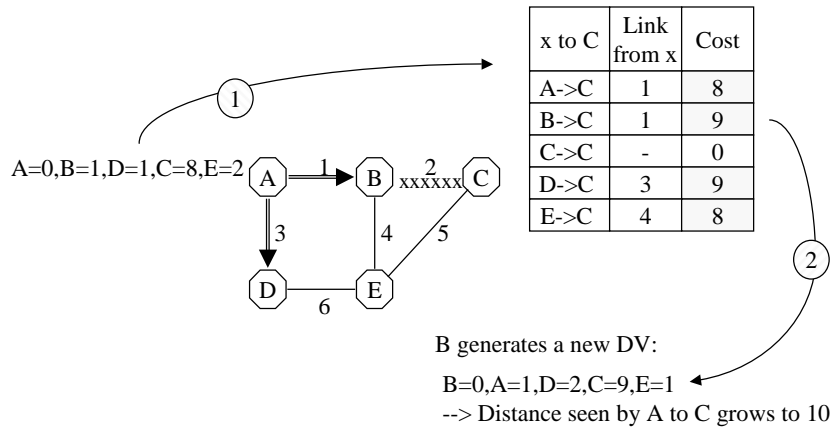 x to C Link from x Cost
A->C 1 8
B->C 1 9
C->C - 0
D->C 3 9
E->C 4 8
1
A=0,B=1,D=1,C=8,E=2 A 1 B 2 xxxxxx C
3 4 5
D 6 E
2
B generates a new DV:
B=0,A=1,D=2,C=9,E=1
--> Distance seen by A to C grows to 10